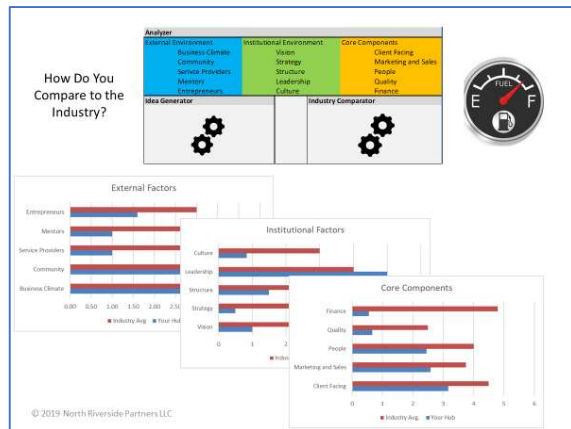 How Do You
Compare to the
Industry?
Analyzer
External Environment
Business Climate
Community
Service Providers
Mentors
Entrepreneurs
Institutional Environment
Vision
Strategy
Structure
Leadership
Culture
Core Components
Client Facing
Marketing and Sales
People
Quality
Finance
Idea Generator
Industry Comparator
FUEL
E
F
External Factors
Entrepreneurs
Mentors
Service Providers
Community
Business Climate
0.00 0.50 1.00 1.50 2.00 2.50
Industry Avg Your Hub
Institutional Factors
Culture
Leadership
Structure
Strategy
Vision
0 1 2
Core Components
Finance
Quality
People
Marketing and Sales
Client Facing
0 1 2 3 4 5 6
Industry Avg Your Hub
© 2019 North Riverside Partners LLC